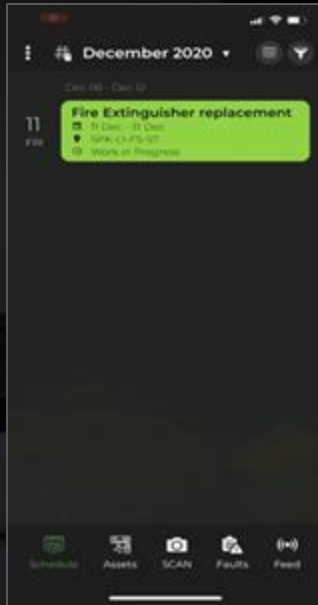 December 2020
Dec 06 - Dec 12
11
FRI
Fire Extinguisher replacement
11 Dec - 11 Dec
Work in Progress
Schedule
Assets
SCAN
Faults
Feed